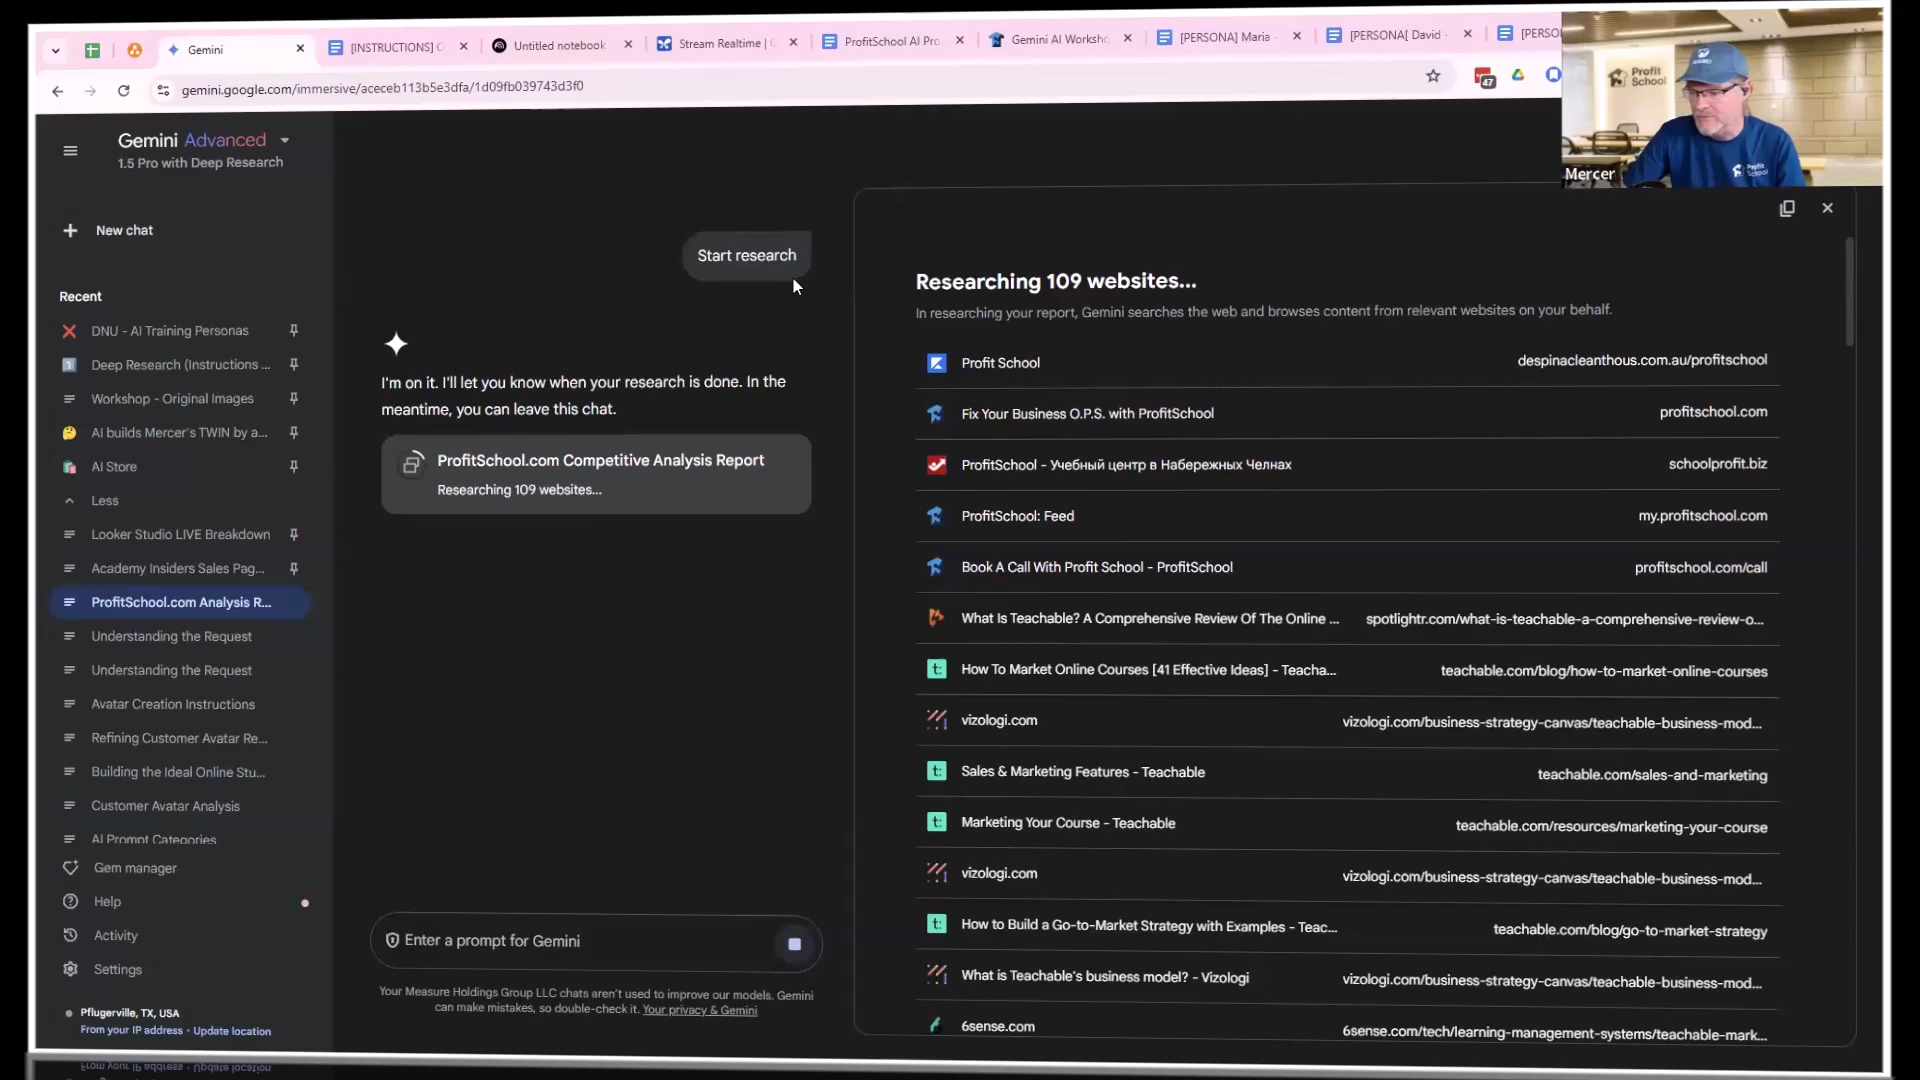 Gemini
[INSTRUCTIONS] C
Untitled notebook
Stream Realtime | G
ProfitSchool AI Pro
Gemini AI Worksho
[PERSONA] Maria -
[PERSONA] David -
[PERSO
gemini.google.com/immersive/aceceb113b5e3dfa/1d09fb039743d3f0
47
Profit
School
Profit
School
Mercer
Gemini Advanced
1.5 Pro with Deep Research
New chat
Recent
DNU - AI Training Personas
Deep Research (Instructions ...
Workshop - Original Images
AI builds Mercer's TWIN by a...
AI Store
Less
Looker Studio LIVE Breakdown
Academy Insiders Sales Pag...
ProfitSchool.com Analysis R...
Understanding the Request
Understanding the Request
Avatar Creation Instructions
Refining Customer Avatar Re...
Building the Ideal Online Stu...
Customer Avatar Analysis
AI Prompt Categories
Gem manager
Help
Activity
Settings
Pflugerville, TX, USA
From your IP address • Update location
Start research
I'm on it. I'll let you know when your research is done. In the
meantime, you can leave this chat.
ProfitSchool.com Competitive Analysis Report
Researching 109 websites...
Enter a prompt for Gemini
Your Measure Holdings Group LLC chats aren't used to improve our models. Gemini
can make mistakes, so double-check it. Your privacy & Gemini
Researching 109 websites...
In researching your report, Gemini searches the web and browses content from relevant websites on your behalf.
Profit School despinacleanthous.com.au/profitschool
Fix Your Business O.P.S. with ProfitSchool profitschool.com
ProfitSchool - Учебный центр в Набережных Челнах schoolprofit.biz
ProfitSchool: Feed my.profitschool.com
Book A Call With Profit School - ProfitSchool profitschool.com/call
What Is Teachable? A Comprehensive Review Of The Online ... spotlightr.com/what-is-teachable-a-comprehensive-review-o...
t: How To Market Online Courses [41 Effective Ideas] - Teacha... teachable.com/blog/how-to-market-online-courses
vizologi.com vizologi.com/business-strategy-canvas/teachable-business-mod...
t: Sales & Marketing Features - Teachable teachable.com/sales-and-marketing
t: Marketing Your Course - Teachable teachable.com/resources/marketing-your-course
vizologi.com vizologi.com/business-strategy-canvas/teachable-business-mod...
t: How to Build a Go-to-Market Strategy with Examples - Teac... teachable.com/blog/go-to-market-strategy
What is Teachable's business model? - Vizologi vizologi.com/business-strategy-canvas/teachable-business-mod...
6sense.com 6sense.com/tech/learning-management-systems/teachable-mark...